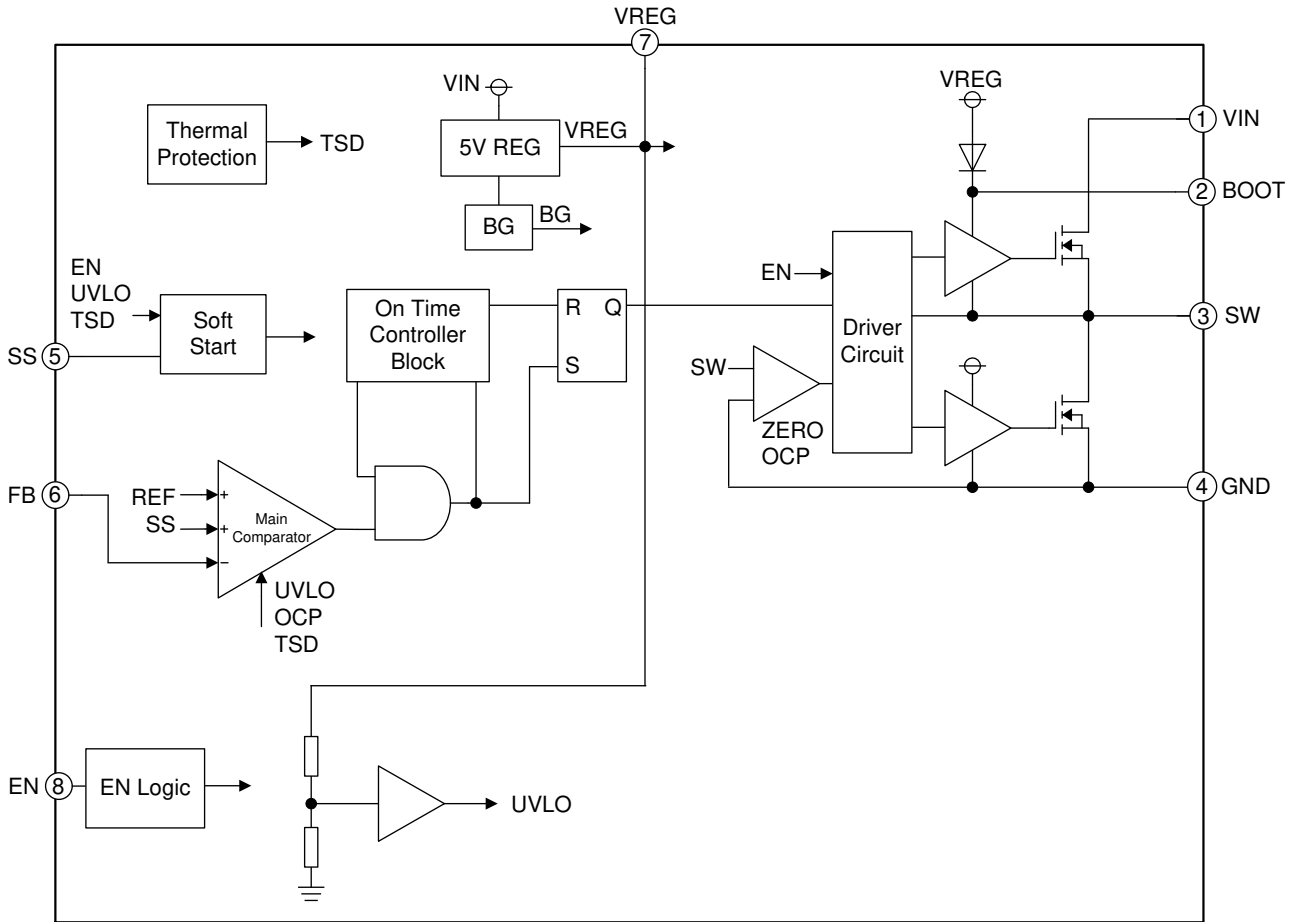 VREG
7
VIN
VREG
1
VIN
Thermal
Protection
TSD
5V REG
VREG
2
BOOT
BG
BG
EN
UVLO
TSD
Soft
Start
SS
5
On Time
Controller
Block
R
Q
S
EN
Driver
Circuit
3
SW
SW
ZERO
OCP
4
GND
FB
6
REF
+
SS
+
−
Main
Comparator
UVLO
OCP
TSD
EN
8
EN Logic
UVLO